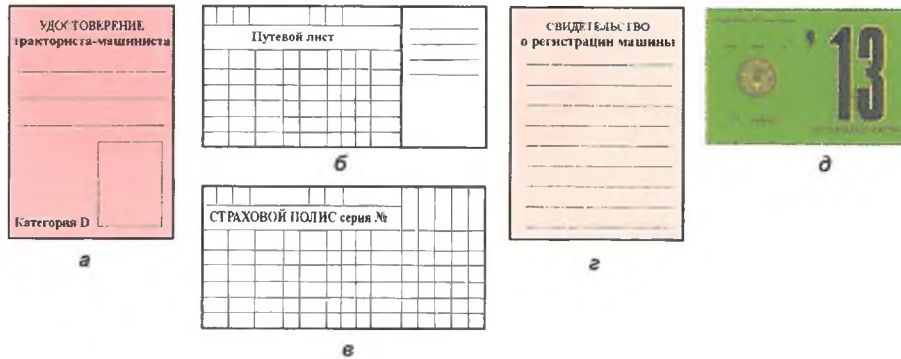 УДОСТОВЕРЕНИЕ
тракториста-машиниста
Категория D
а
Путевой лист
б
СТРАХОВОЙ ПОЛИС серия №
в
СВИДЕТЕЛЬСТВО
о регистрации машины
г
'13
д